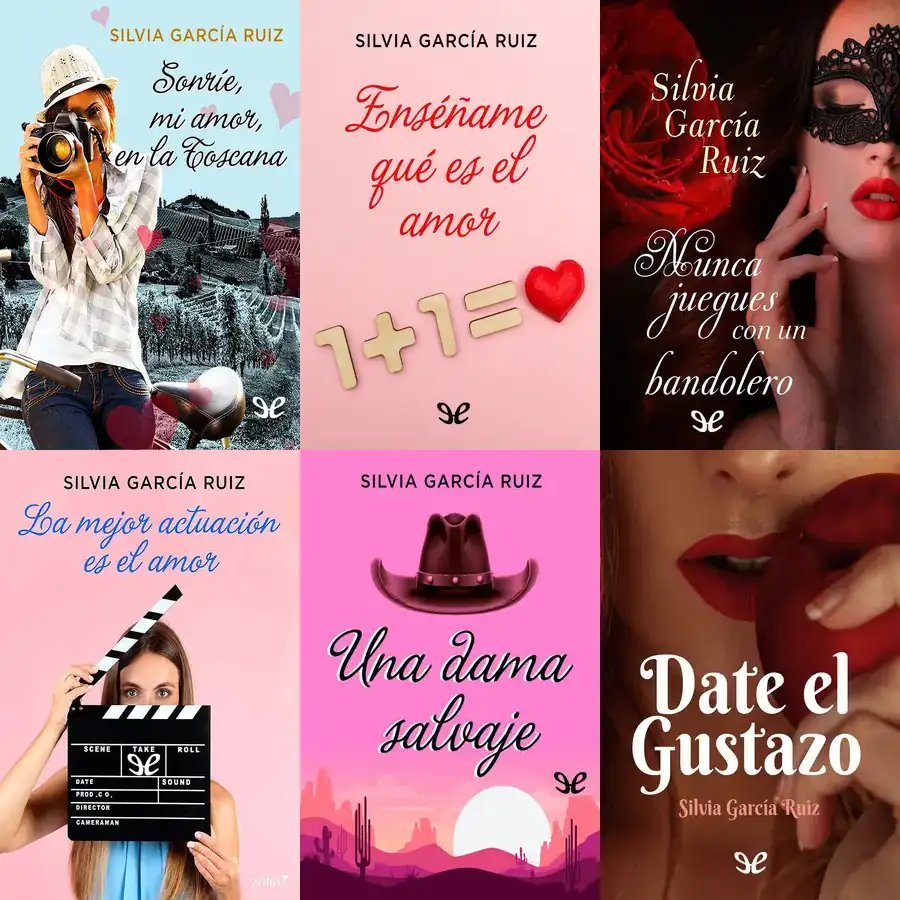 SILVIA GARCÍA RUIZ
Sonríe,
mi amor,
en la Toscana
SILVIA GARCÍA RUIZ
Enséñame
qué es el
amor
1+1=
Silvia
García
Ruiz
Nunca
juegues
con un
bandolero
SILVIA GARCÍA RUIZ
La mejor actuación
es el amor
SCENE TAKE ROLL
DATE SOUND
PROD.CO.
DIRECTOR
CAMERAMAN
zafiro
SILVIA GARCÍA RUIZ
Una dama
salvaje
Date el
Gustazo
Silvia García Ruiz